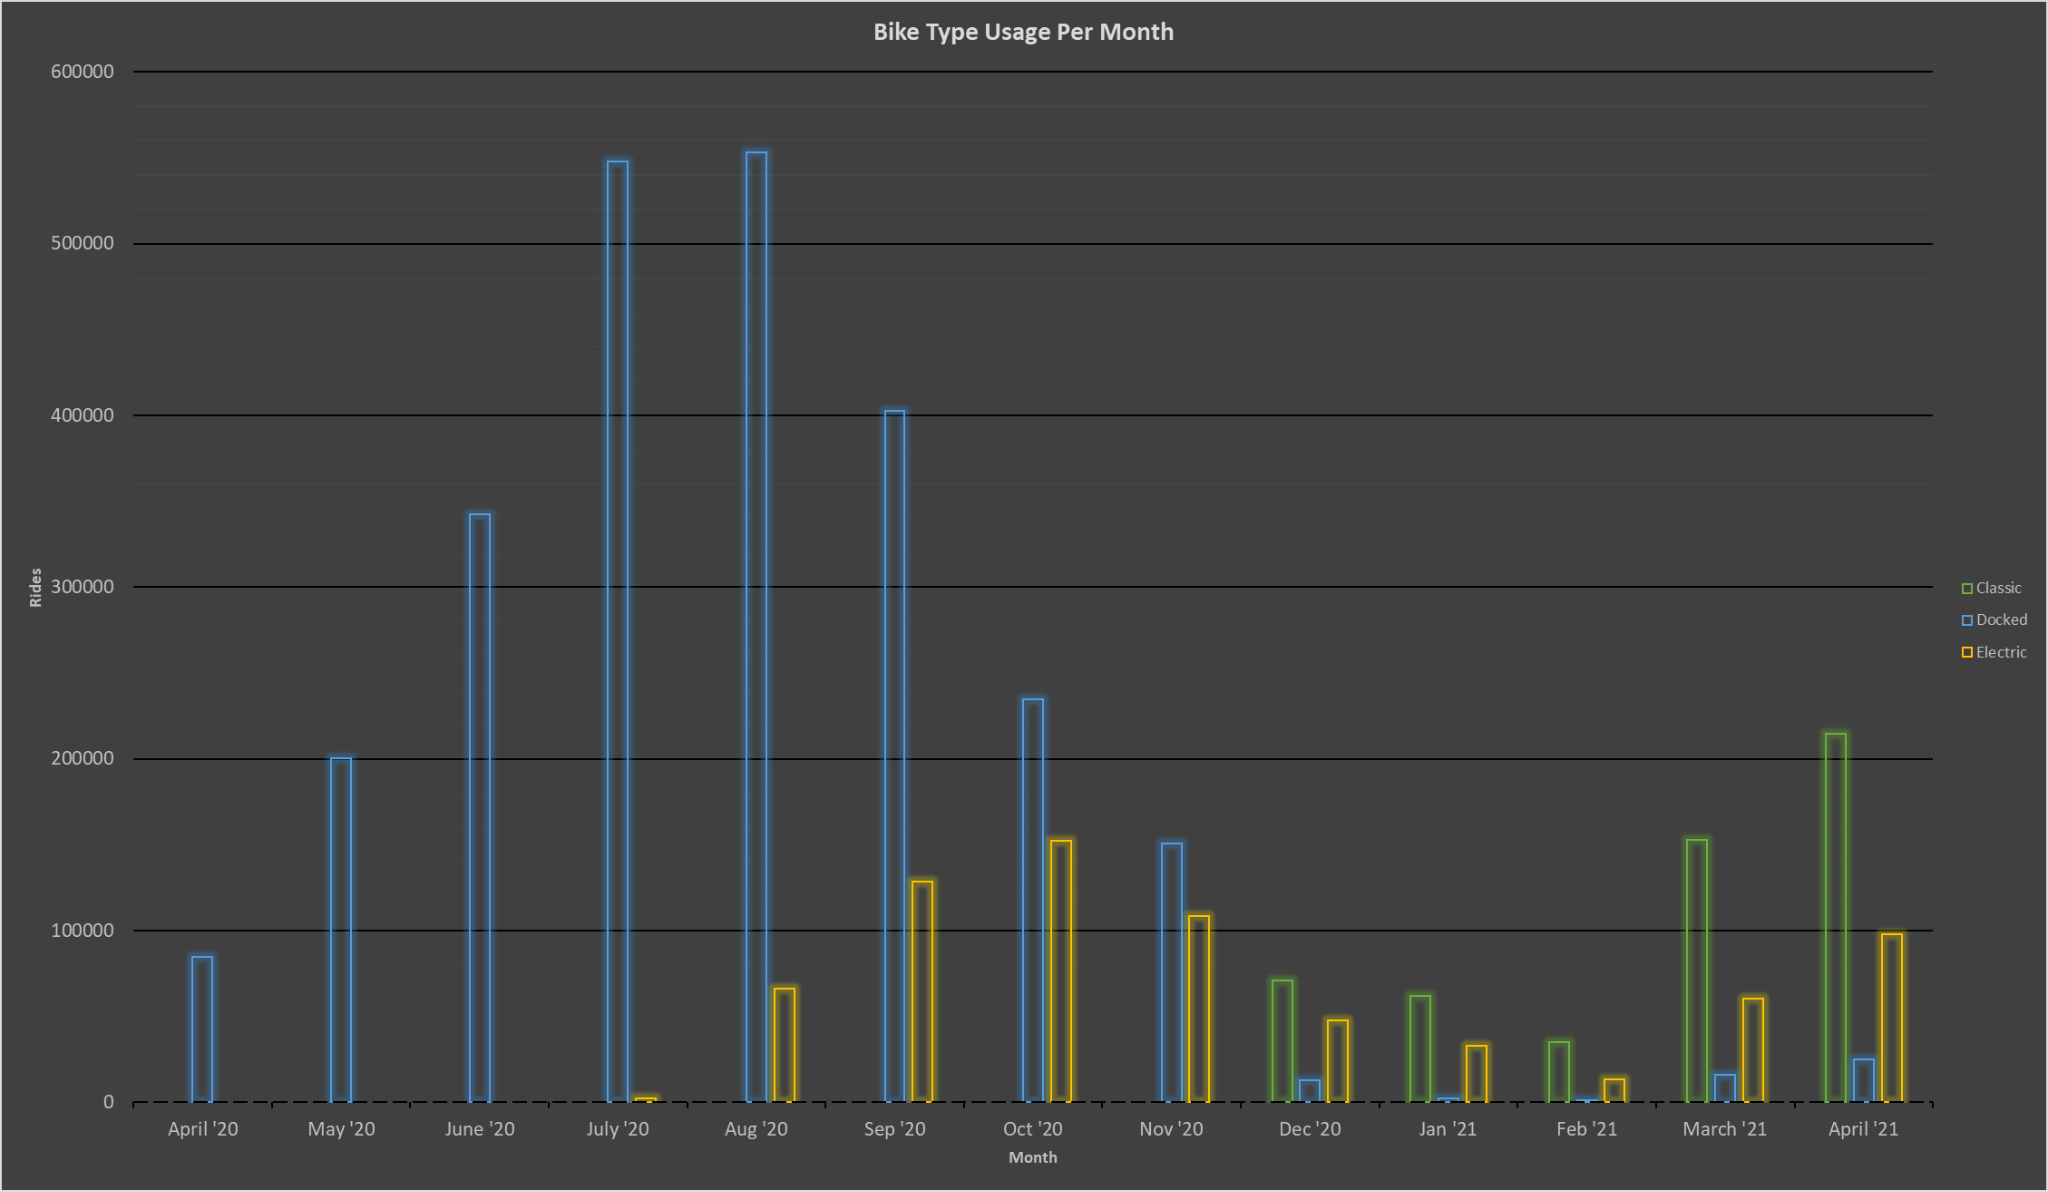 Bike Type Usage Per Month
600000
500000
400000
300000
200000
100000
0
Rides
April '20 May '20 June '20 July '20 Aug '20 Sep '20 Oct '20 Nov '20 Dec '20 Jan '21 Feb '21 March '21 April '21
Month
Classic
Docked
Electric